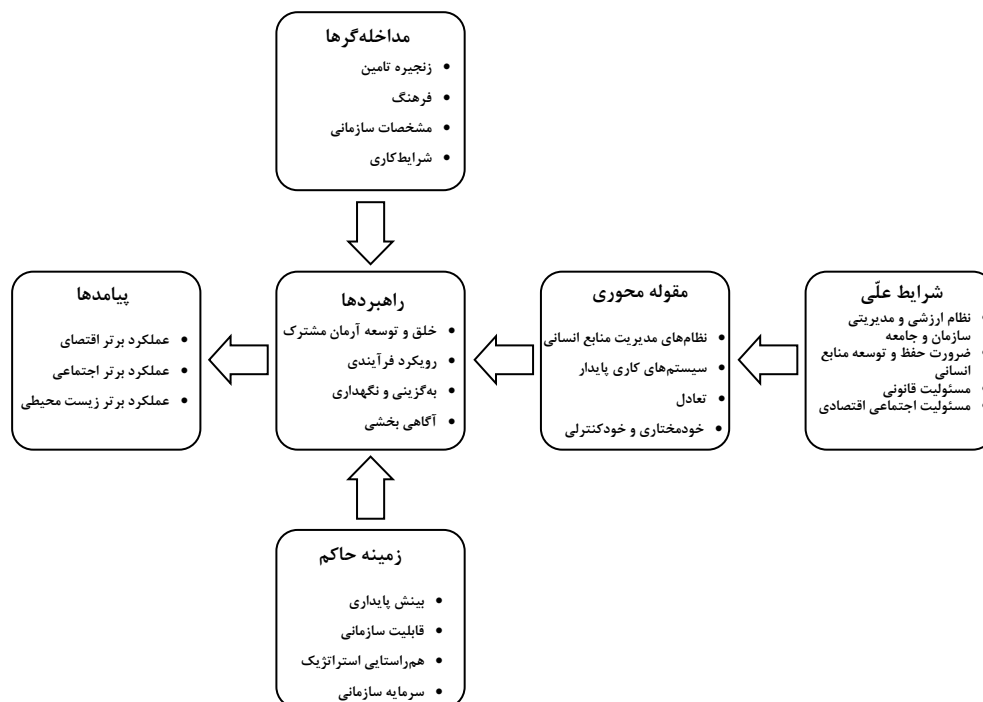 مداخله‌گرها
زنجیره تامین
فرهنگ
مشخصات سازمانی
شرایط‌کاری
شرایط علّی
نظام ارزشی و مدیریتی
سازمان و جامعه
ضرورت حفظ و توسعه منابع
انسانی
مسئولیت قانونی
مسئولیت اجتماعی اقتصادی
مقوله محوری
نظام‌های مدیریت منابع انسانی
سیستم‌های کاری پایدار
تعادل
خودمختاری و خودکنترلی
راهبردها
خلق و توسعه آرمان مشترک
رویکرد فرآیندی
به‌گزینی و نگهداری
آگاهی بخشی
پیامدها
عملکرد برتر اقتصای
عملکرد برتر اجتماعی
عملکرد برتر زیست محیطی
زمینه حاکم
بینش پایداری
قابلیت سازمانی
هم‌راستایی استراتژیک
سرمایه سازمانی